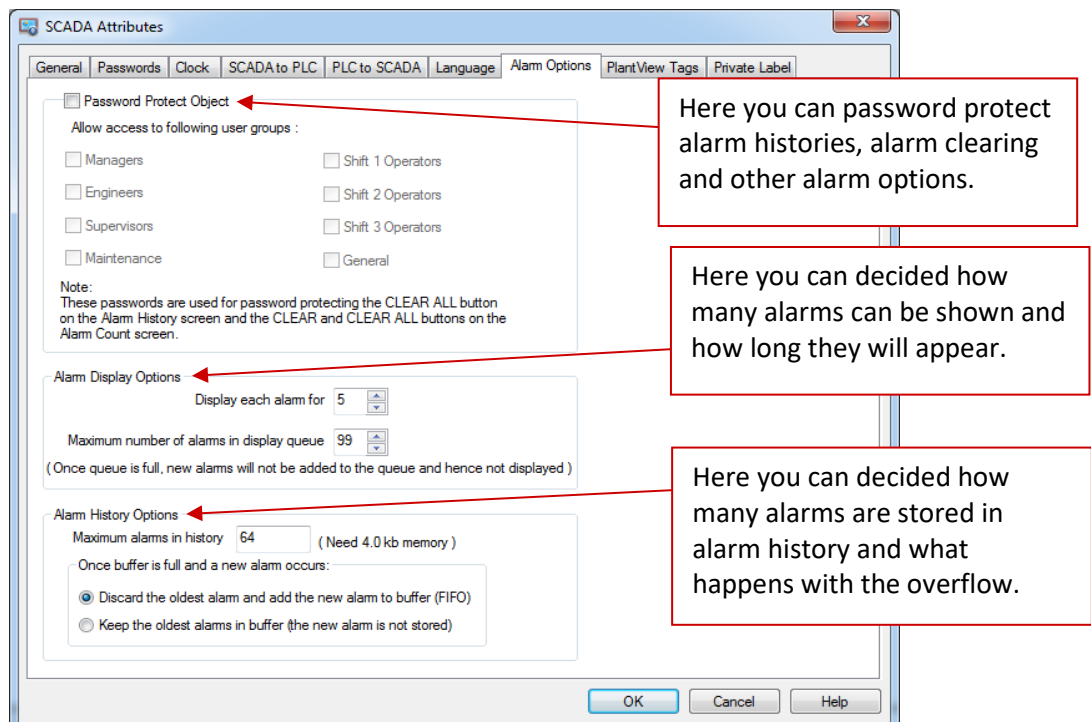 SCADA Attributes
General Passwords Clock SCADA to PLC PLC to SCADA Language Alarm Options PlantView Tags Private Label
Password Protect Object
Allow access to following user groups :
Managers Shift 1 Operators
Engineers Shift 2 Operators
Supervisors Shift 3 Operators
Maintenance General
Note:
These passwords are used for password protecting the CLEAR ALL button
on the Alarm History screen and the CLEAR and CLEAR ALL buttons on the
Alarm Count screen.
Here you can password protect
alarm histories, alarm clearing
and other alarm options.
Alarm Display Options
Display each alarm for 5
Maximum number of alarms in display queue 99
( Once queue is full, new alarms will not be added to the queue and hence not displayed )
Here you can decided how
many alarms can be shown and
how long they will appear.
Alarm History Options
Maximum alarms in history 64 ( Need 4.0 kb memory )
Once buffer is full and a new alarm occurs:
Discard the oldest alarm and add the new alarm to buffer (FIFO)
Keep the oldest alarms in buffer (the new alarm is not stored)
Here you can decided how
many alarms are stored in
alarm history and what
happens with the overflow.
OK Cancel Help